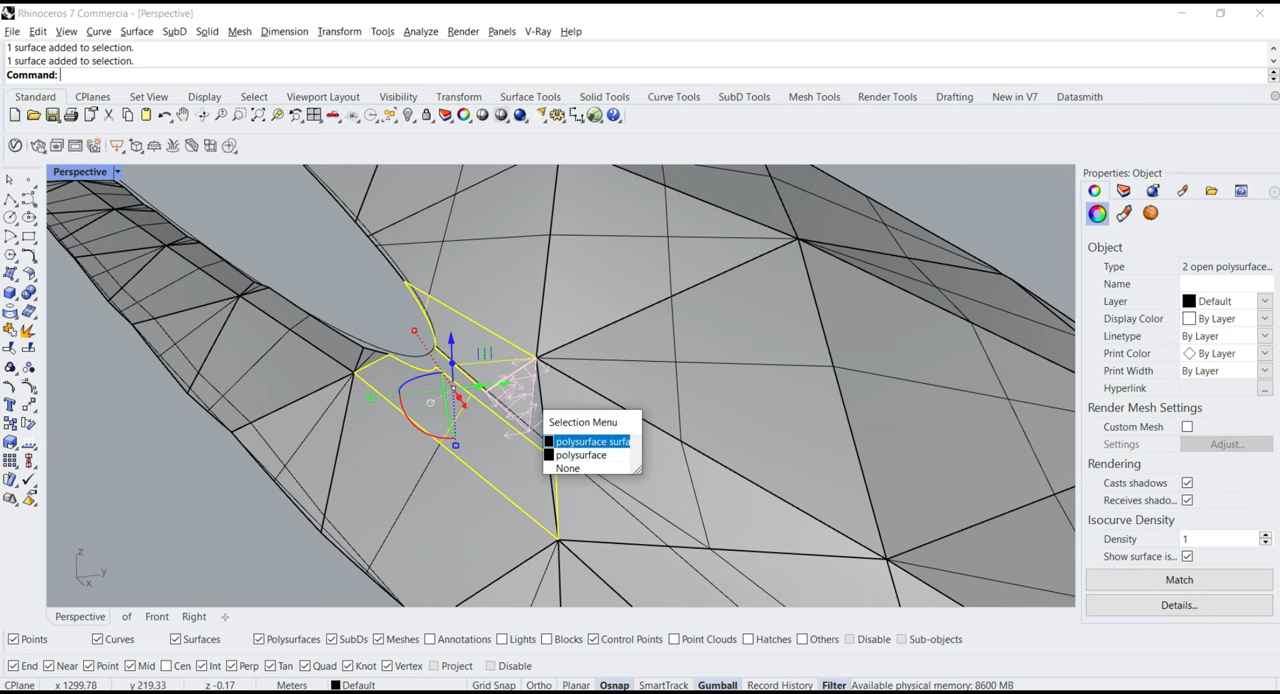 Rhinoceros 7 Commercia - [Perspective]
File Edit View Curve Surface SubD Solid Mesh Dimension Transform Tools Analyze Render Panels V-Ray Help
1 surface added to selection.
1 surface added to selection.
Command:
Standard CPlanes Set View Display Select Viewport Layout Visibility Transform Surface Tools Solid Tools Curve Tools SubD Tools Mesh Tools Render Tools Drafting New in V7 Datasmith
Perspective
Properties: Object
Object
Type 2 open polysurface...
Name
Layer Default
Display Color By Layer
Linetype By Layer
Print Color By Layer
Print Width By Layer
Hyperlink ...
Render Mesh Settings
Custom Mesh
Settings Adjust...
Rendering
Casts shadows
Receives shado...
Isocurve Density
Density 1
Show surface is...
Match
Details...
Selection Menu
polysurface surfa
polysurface
None
z
y
x
Perspective of Front Right
Points Curves Surfaces Polysurfaces SubDs Meshes Annotations Lights Blocks Control Points Point Clouds Hatches Others Disable Sub-objects
End Near Point Mid Cen Int Perp Tan Quad Knot Vertex Project Disable
CPlane x 1299.78 y 219.33 z -0.17 Meters Default Grid Snap Ortho Planar Osnap SmartTrack Gumball Record History Filter Available physical memory: 8600 MB